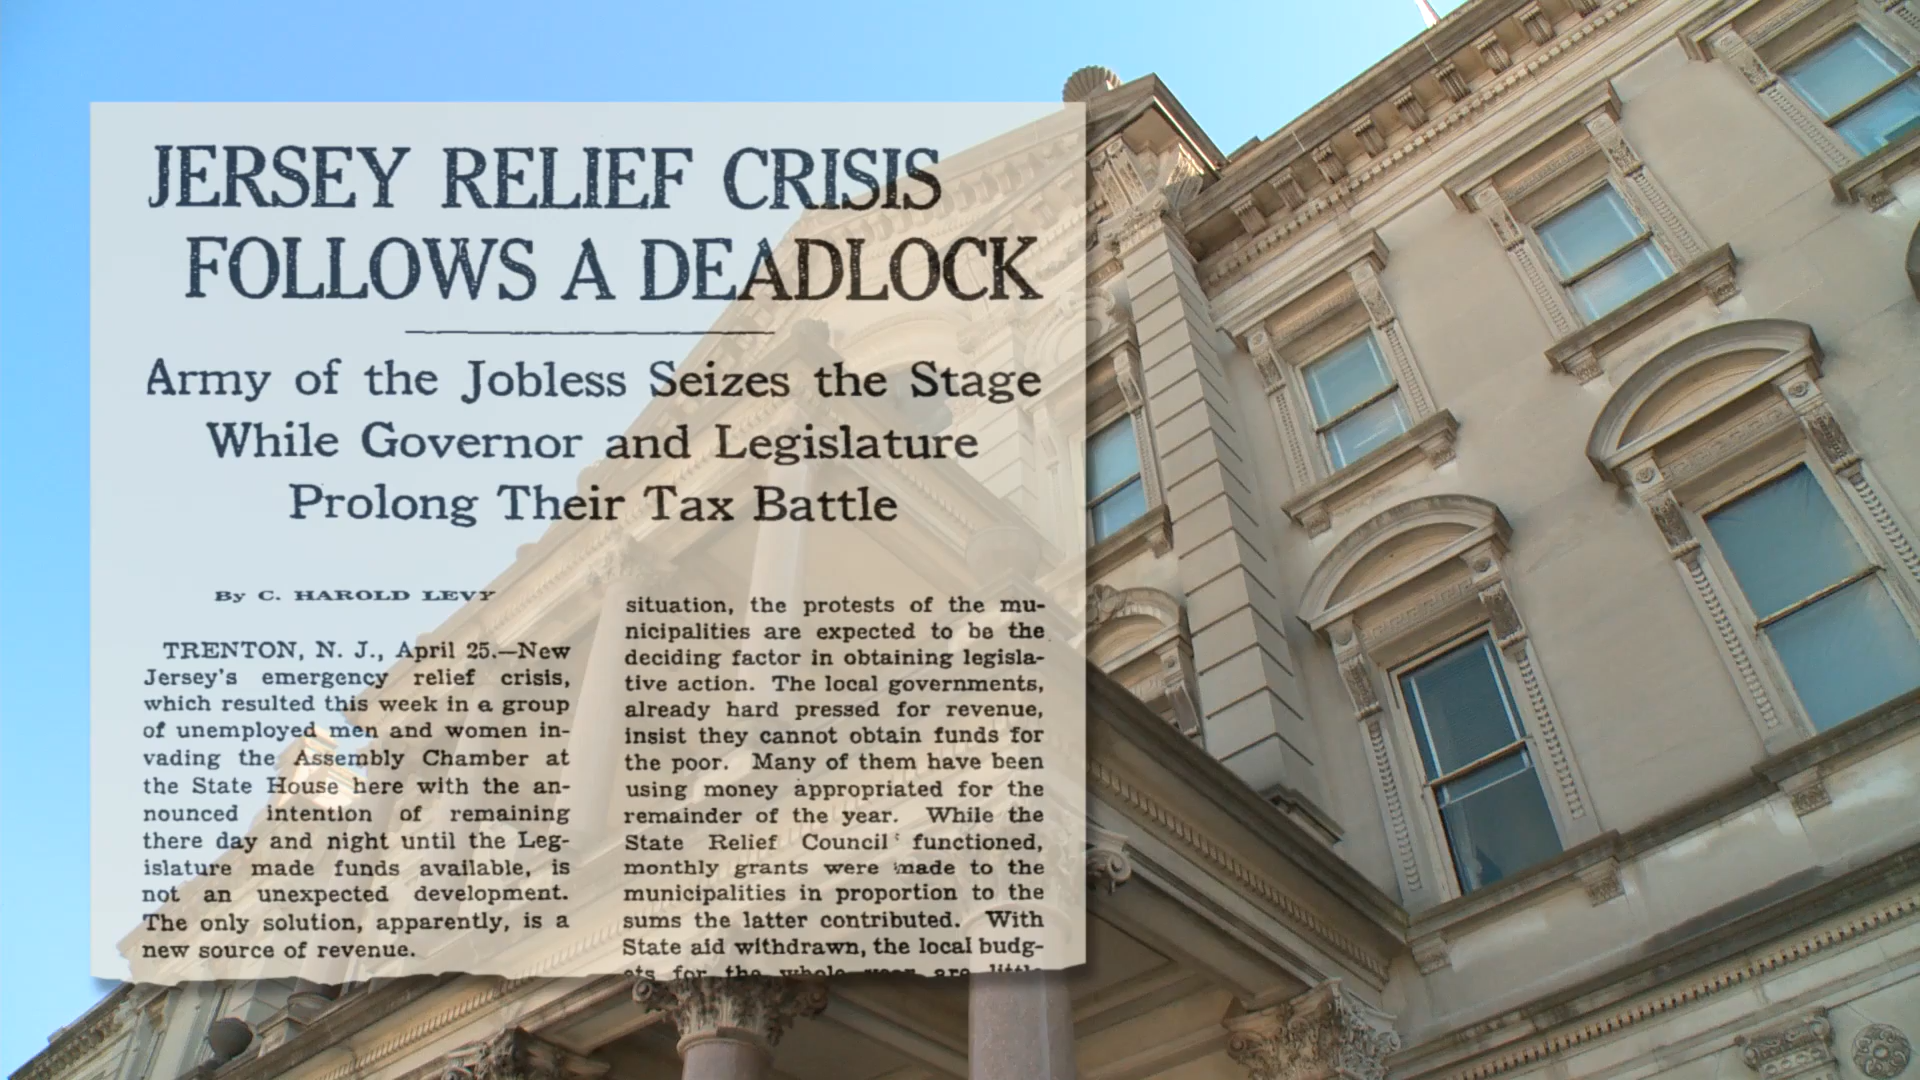 JERSEY RELIEF CRISIS
FOLLOWS A DEADLOCK
Army of the Jobless Seizes the Stage
While Governor and Legislature
Prolong Their Tax Battle
By C. HAROLD LEVY
TRENTON, N. J., April 25.—New
Jersey's emergency relief crisis,
which resulted this week in a group
of unemployed men and women in-
vading the Assembly Chamber at
the State House here with the an-
nounced intention of remaining
there day and night until the Leg-
islature made funds available, is
not an unexpected development.
The only solution, apparently, is a
new source of revenue.
situation, the protests of the mu-
nicipalities are expected to be the
deciding factor in obtaining legisla-
tive action. The local governments,
already hard pressed for revenue,
insist they cannot obtain funds for
the poor. Many of them have been
using money appropriated for the
remainder of the year. While the
State Relief Council functioned,
monthly grants were made to the
municipalities in proportion to the
sums the latter contributed. With
State aid withdrawn, the local budg-
ets for the whole year are little